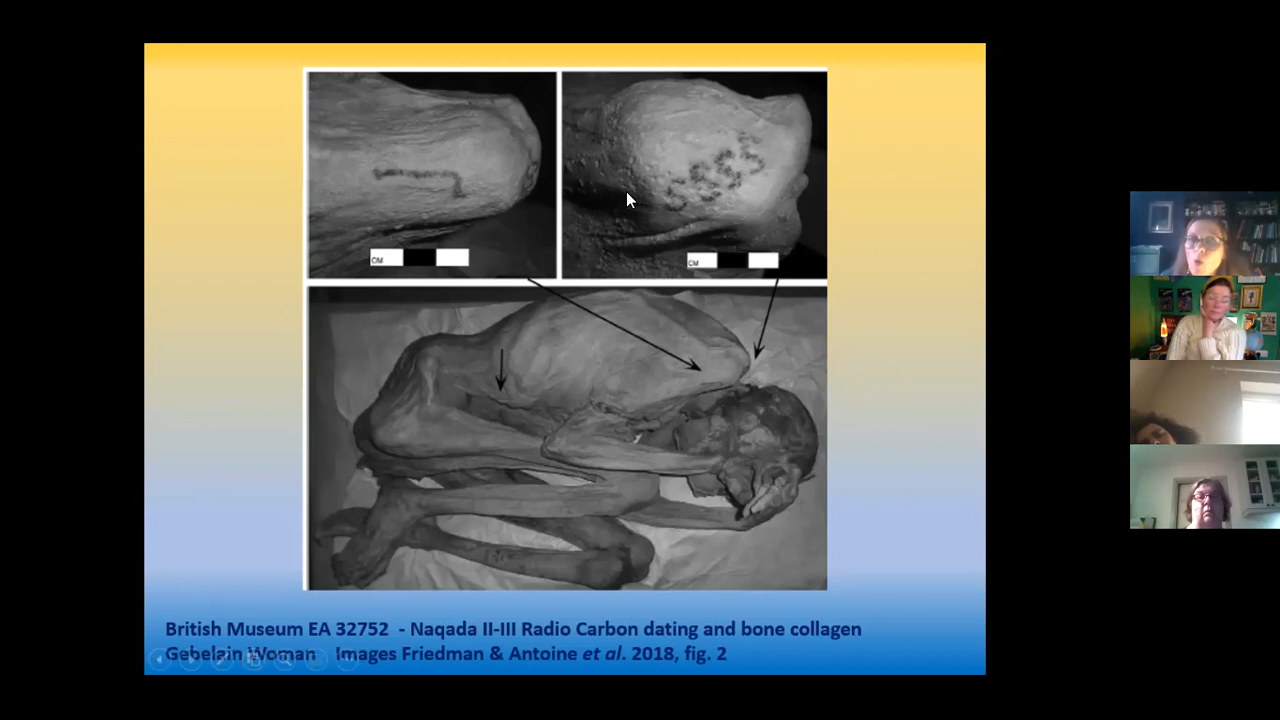 CM
CM
British Museum EA 32752 - Naqada II-III Radio Carbon dating and bone collagen
Gebelain Woman Images Friedman & Antoine et al. 2018, fig. 2